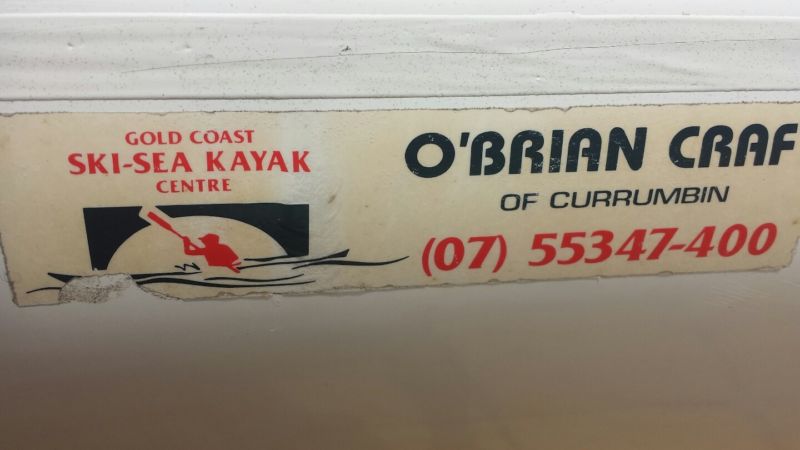 GOLD COAST
SKI-SEA KAYAK
CENTRE
O'BRIAN CRAF
OF CURRUMBIN
(07) 55347-400